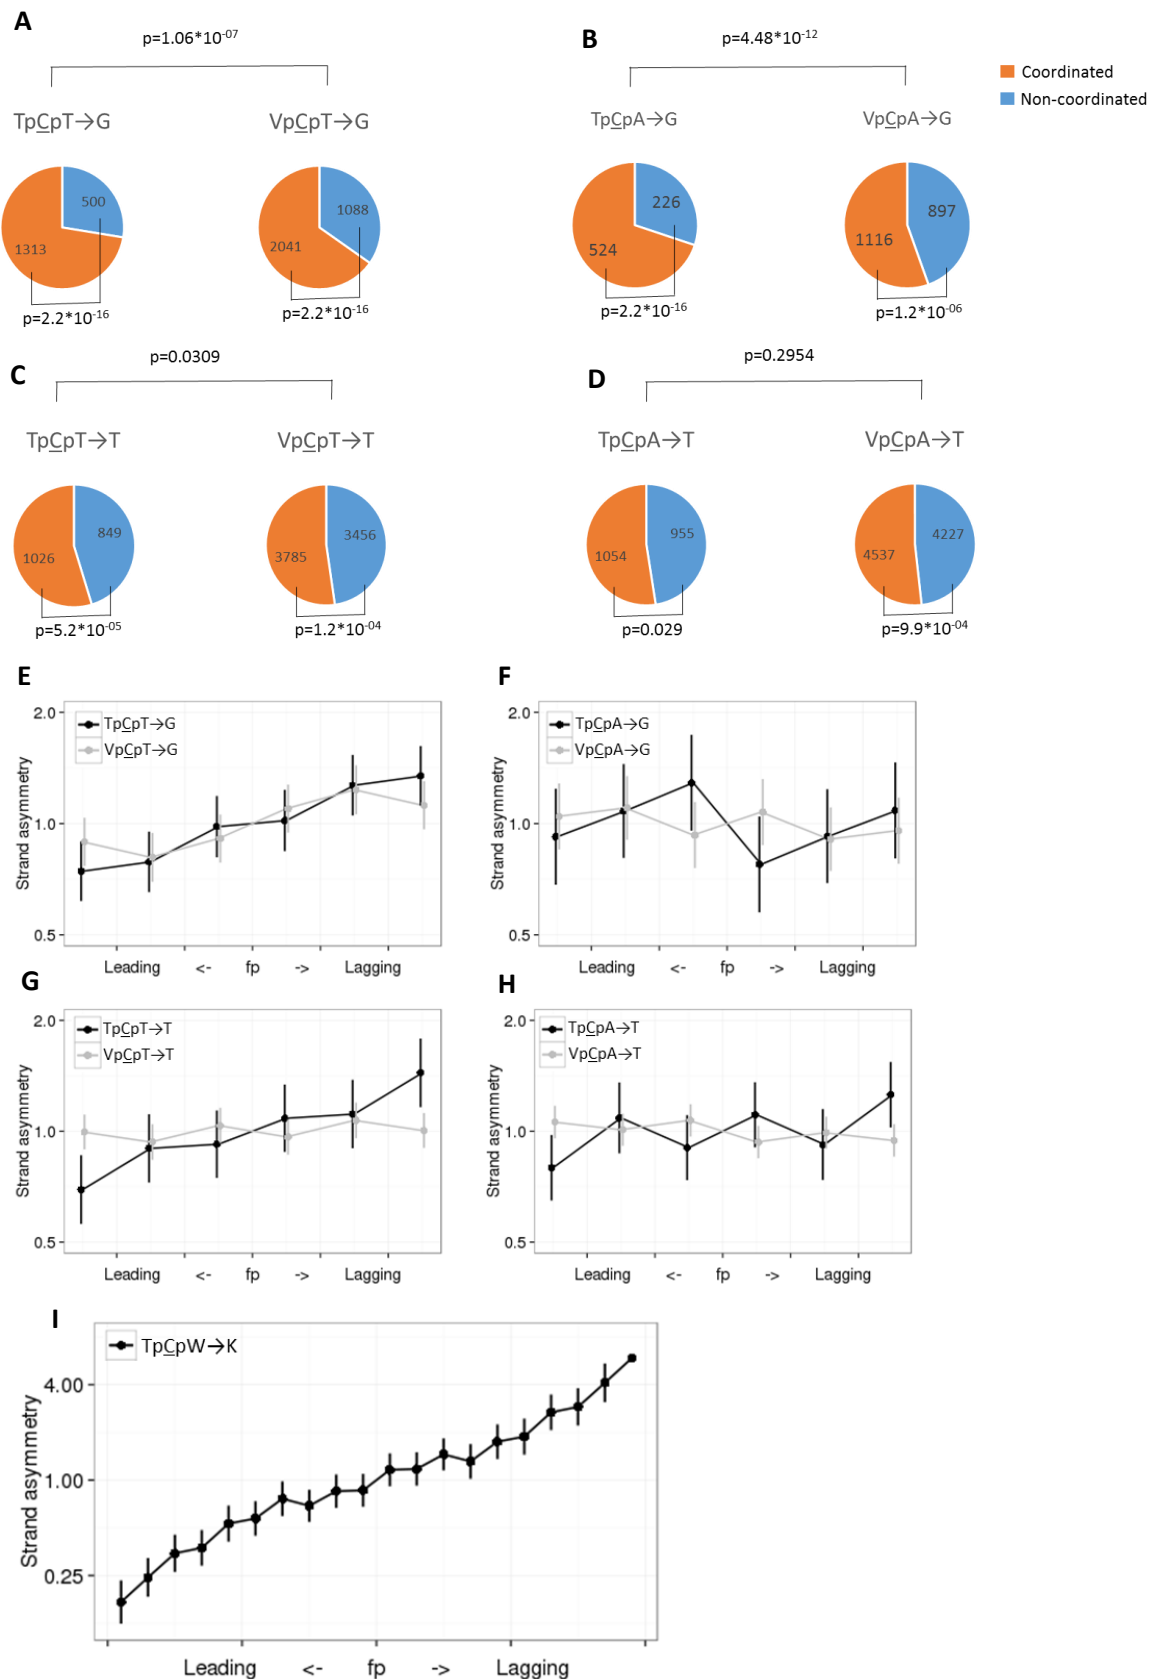 A
p=1.06*10-07
B
p=4.48*10-12
Coordinated
Non-coordinated
TpCpT→G
VpCpT→G
TpCpA→G
VpCpA→G
500
1313
1088
2041
226
524
897
1116
p=2.2*10-16
p=2.2*10-16
p=2.2*10-16
p=1.2*10-06
C
p=0.0309
D
p=0.2954
TpCpT→T
VpCpT→T
TpCpA→T
VpCpA→T
849
1026
3456
3785
955
1054
4227
4537
p=5.2*10-05
p=1.2*10-04
p=0.029
p=9.9*10-04
E
2.0
1.0
0.5
Strand asymmetry
TpCpT→G
VpCpT→G
Leading <- fp -> Lagging
F
2.0
1.0
0.5
Strand asymmetry
TpCpA→G
VpCpA→G
Leading <- fp -> Lagging
G
2.0
1.0
0.5
Strand asymmetry
TpCpT→T
VpCpT→T
Leading <- fp -> Lagging
H
2.0
1.0
0.5
Strand asymmetry
TpCpA→T
VpCpA→T
Leading <- fp -> Lagging
I
4.00
1.00
0.25
Strand asymmetry
TpCpW→K
Leading <- fp -> Lagging